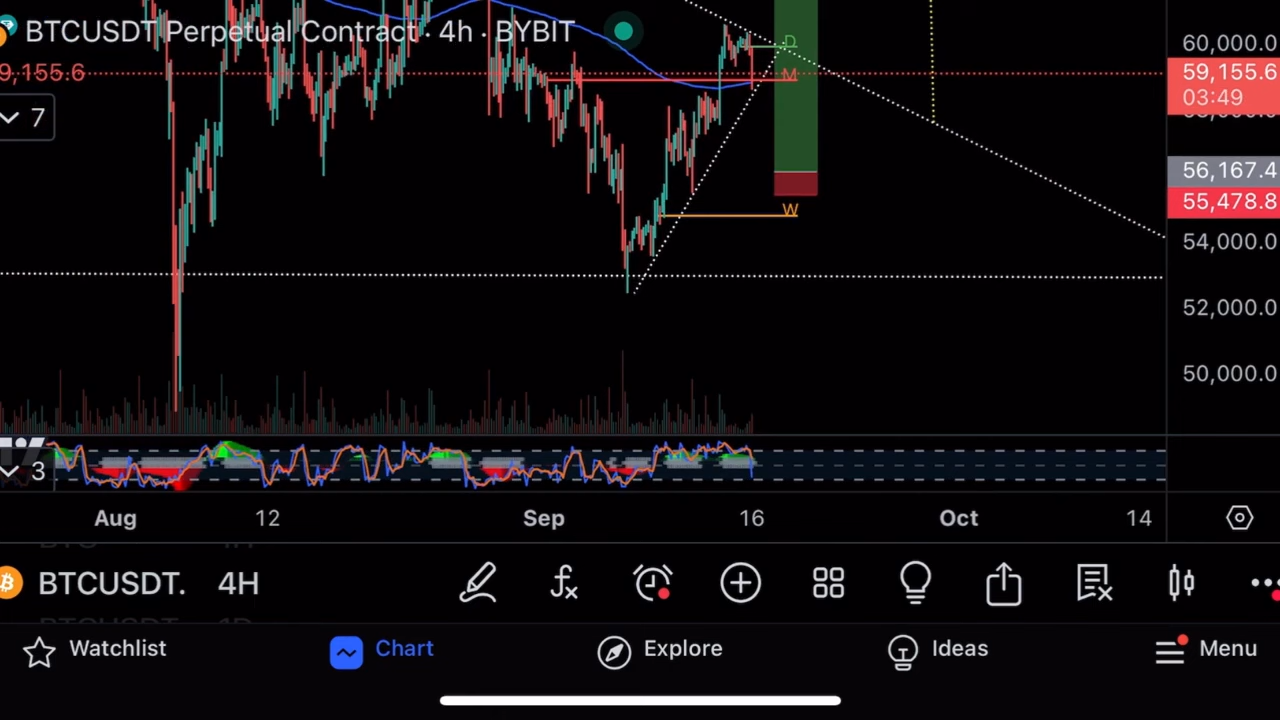 BTCUSDT Perpetual Contract · 4h · BYBIT
60,000.0
D
9,155.6
M
59,155.6
03:49
7
56,167.4
55,478.8
W
54,000.0
52,000.0
50,000.0
3
Aug 12 Sep 16 Oct 14
BTCUSDT. 4H
Watchlist Chart Explore Ideas Menu